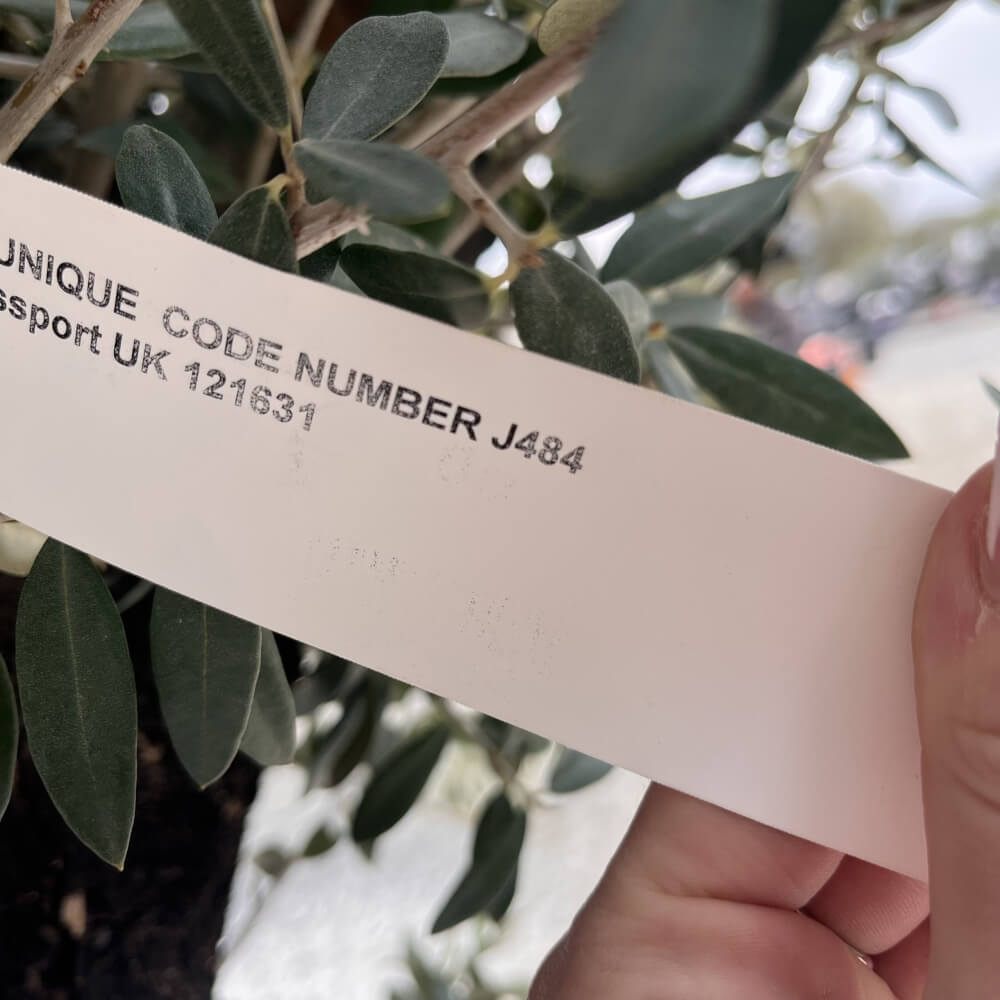 UNIQUE CODE NUMBER J484
ssport UK 121631